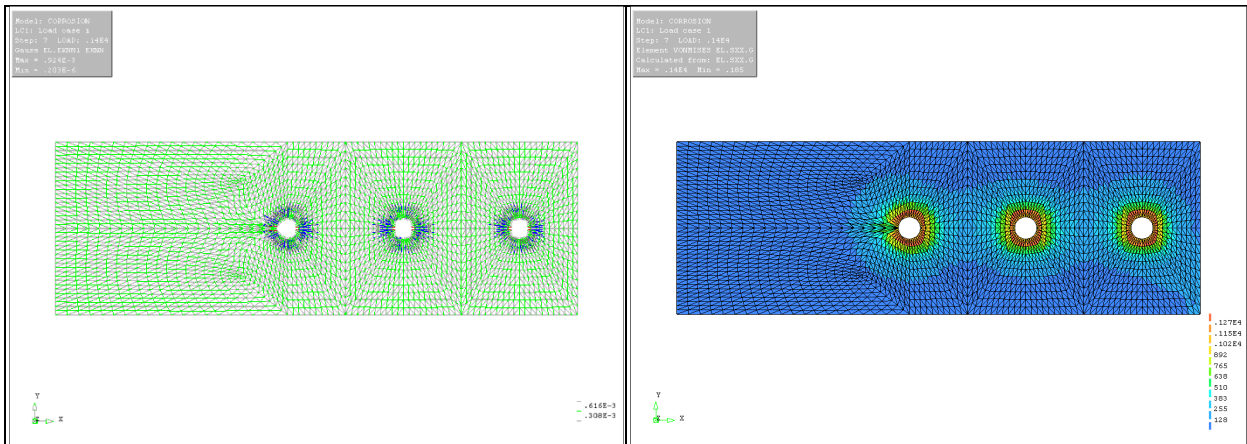 Model: CORROSION
LC1: Load case 1
Step: 7 LOAD: .14E4
Gauss EL.EKNN1 EKNN
Max = .924E-3
Min = .203E-6
Y
X
.616E-3
.308E-3
Model: CORROSION
LC1: Load case 1
Step: 7 LOAD: .14E4
Element VONMISES EL.SXX.G
Calculated from: EL.SXX.G
Max = .14E4 Min = .185
Y
X
.127E4
.115E4
.102E4
892
765
638
510
383
255
128